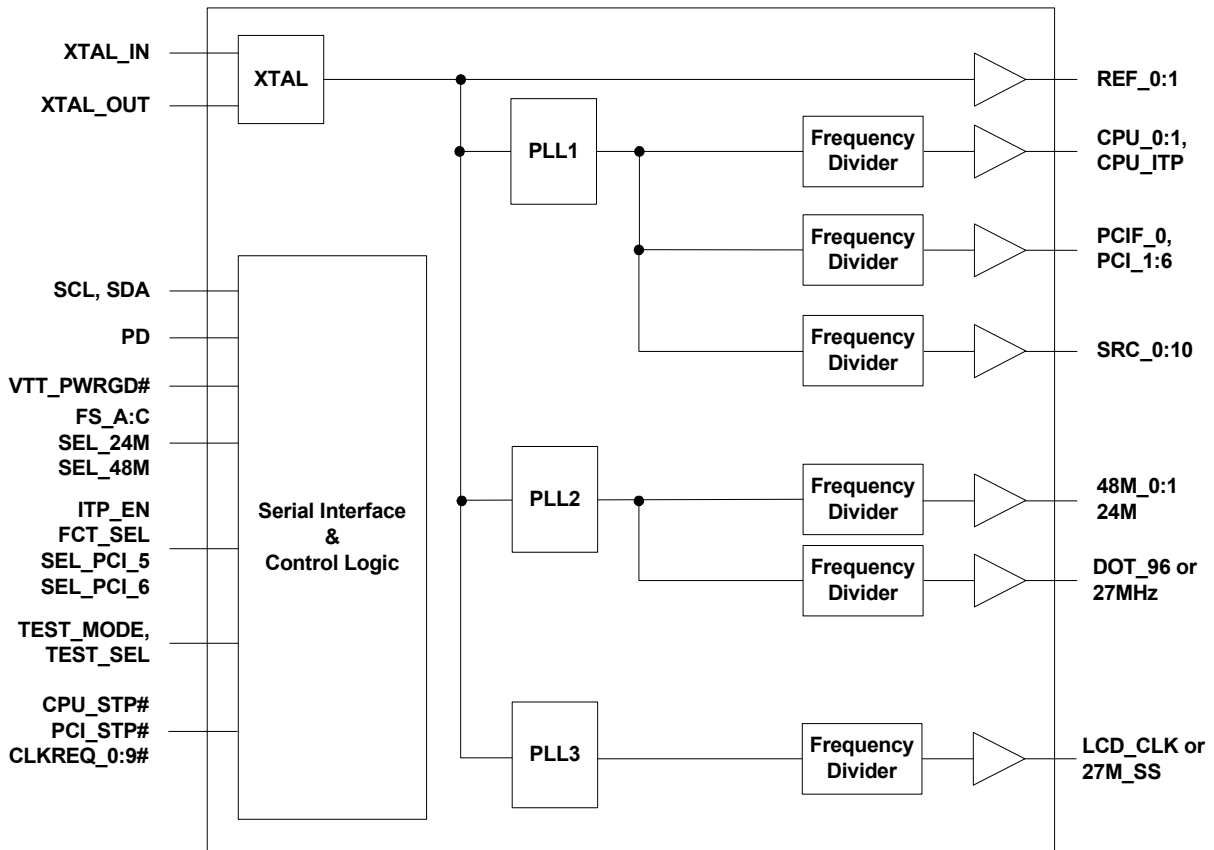 XTAL_IN
XTAL_OUT
XTAL
REF_0:1
PLL1
Frequency
Divider
CPU_0:1,
CPU_ITP
Frequency
Divider
PCIF_0,
PCI_1:6
Frequency
Divider
SRC_0:10
SCL, SDA
PD
VTT_PWRGD#
FS_A:C
SEL_24M
SEL_48M
ITP_EN
FCT_SEL
SEL_PCI_5
SEL_PCI_6
TEST_MODE,
TEST_SEL
CPU_STP#
PCI_STP#
CLKREQ_0:9#
Serial Interface
&
Control Logic
PLL2
Frequency
Divider
48M_0:1
24M
Frequency
Divider
DOT_96 or
27MHz
PLL3
Frequency
Divider
LCD_CLK or
27M_SS